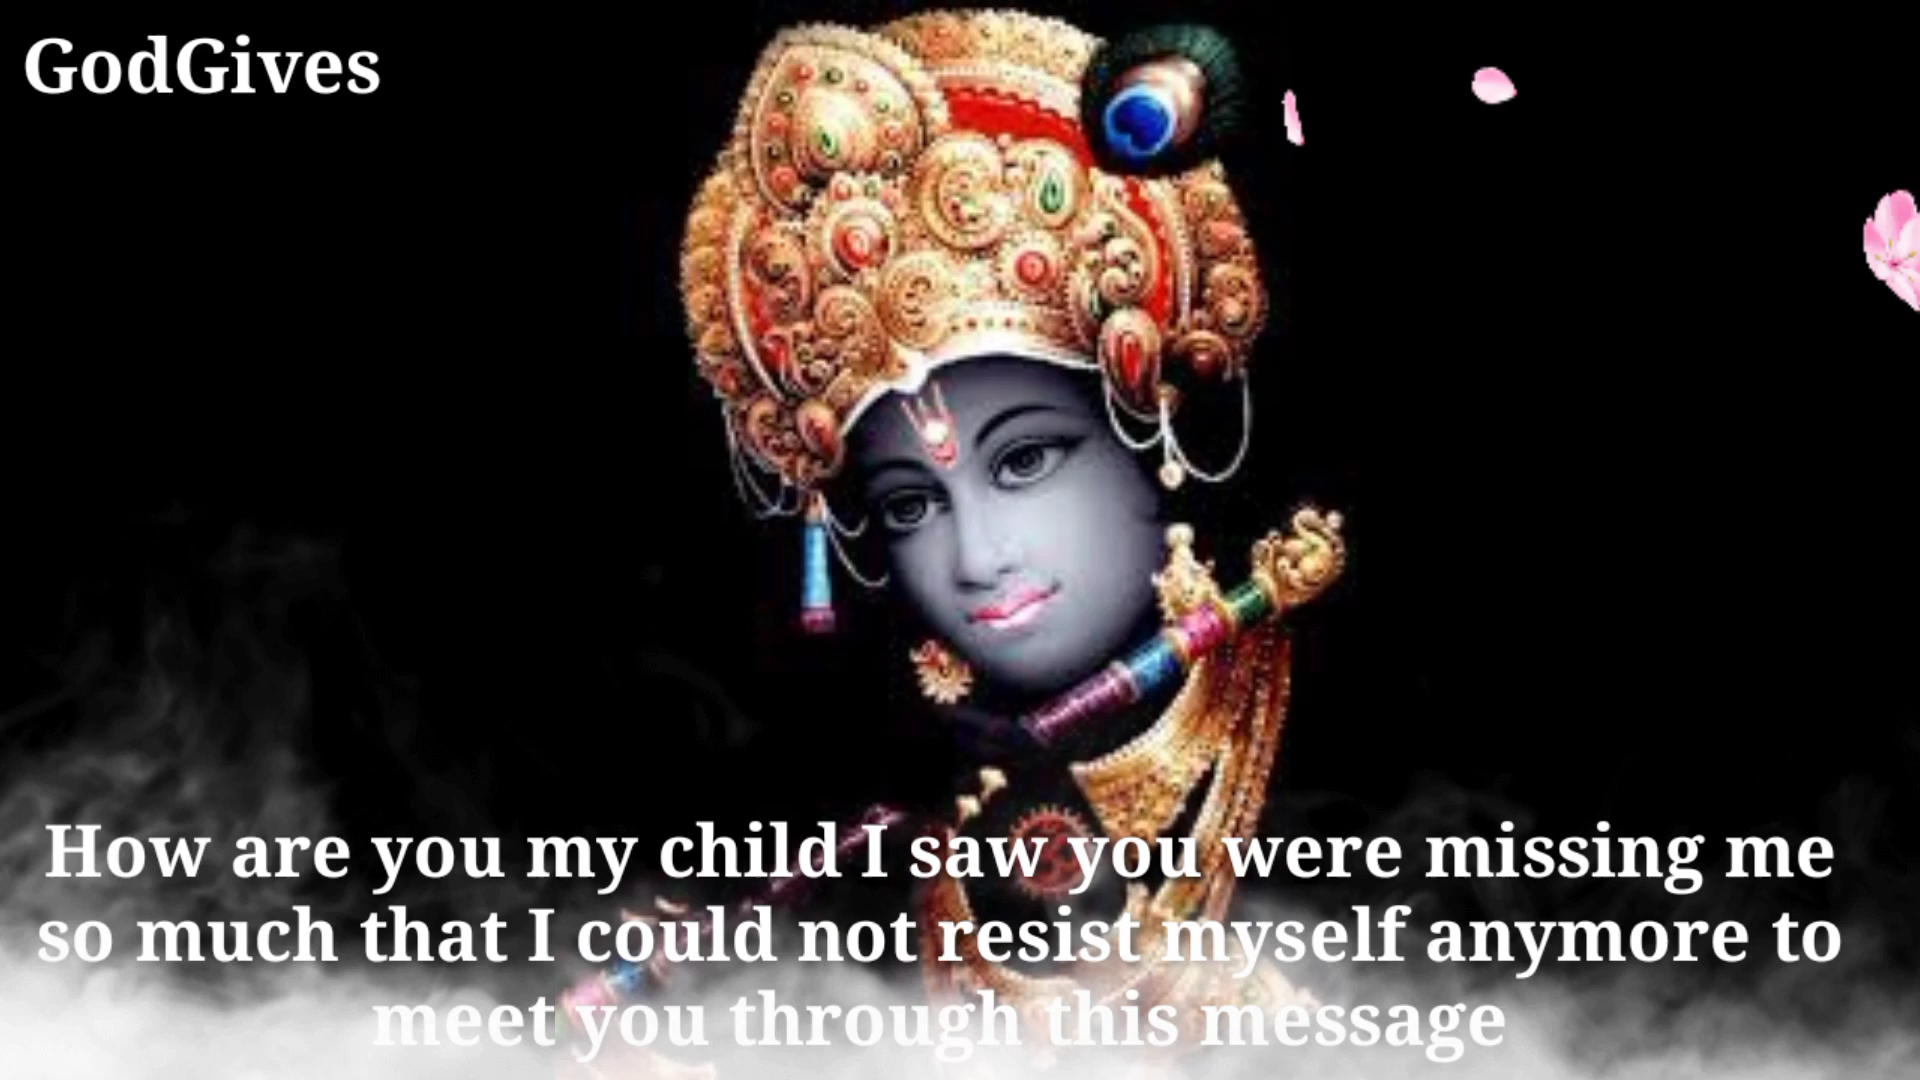 GodGives
How are you my child I saw you were missing me
so much that I could not resist myself anymore to
meet you through this message